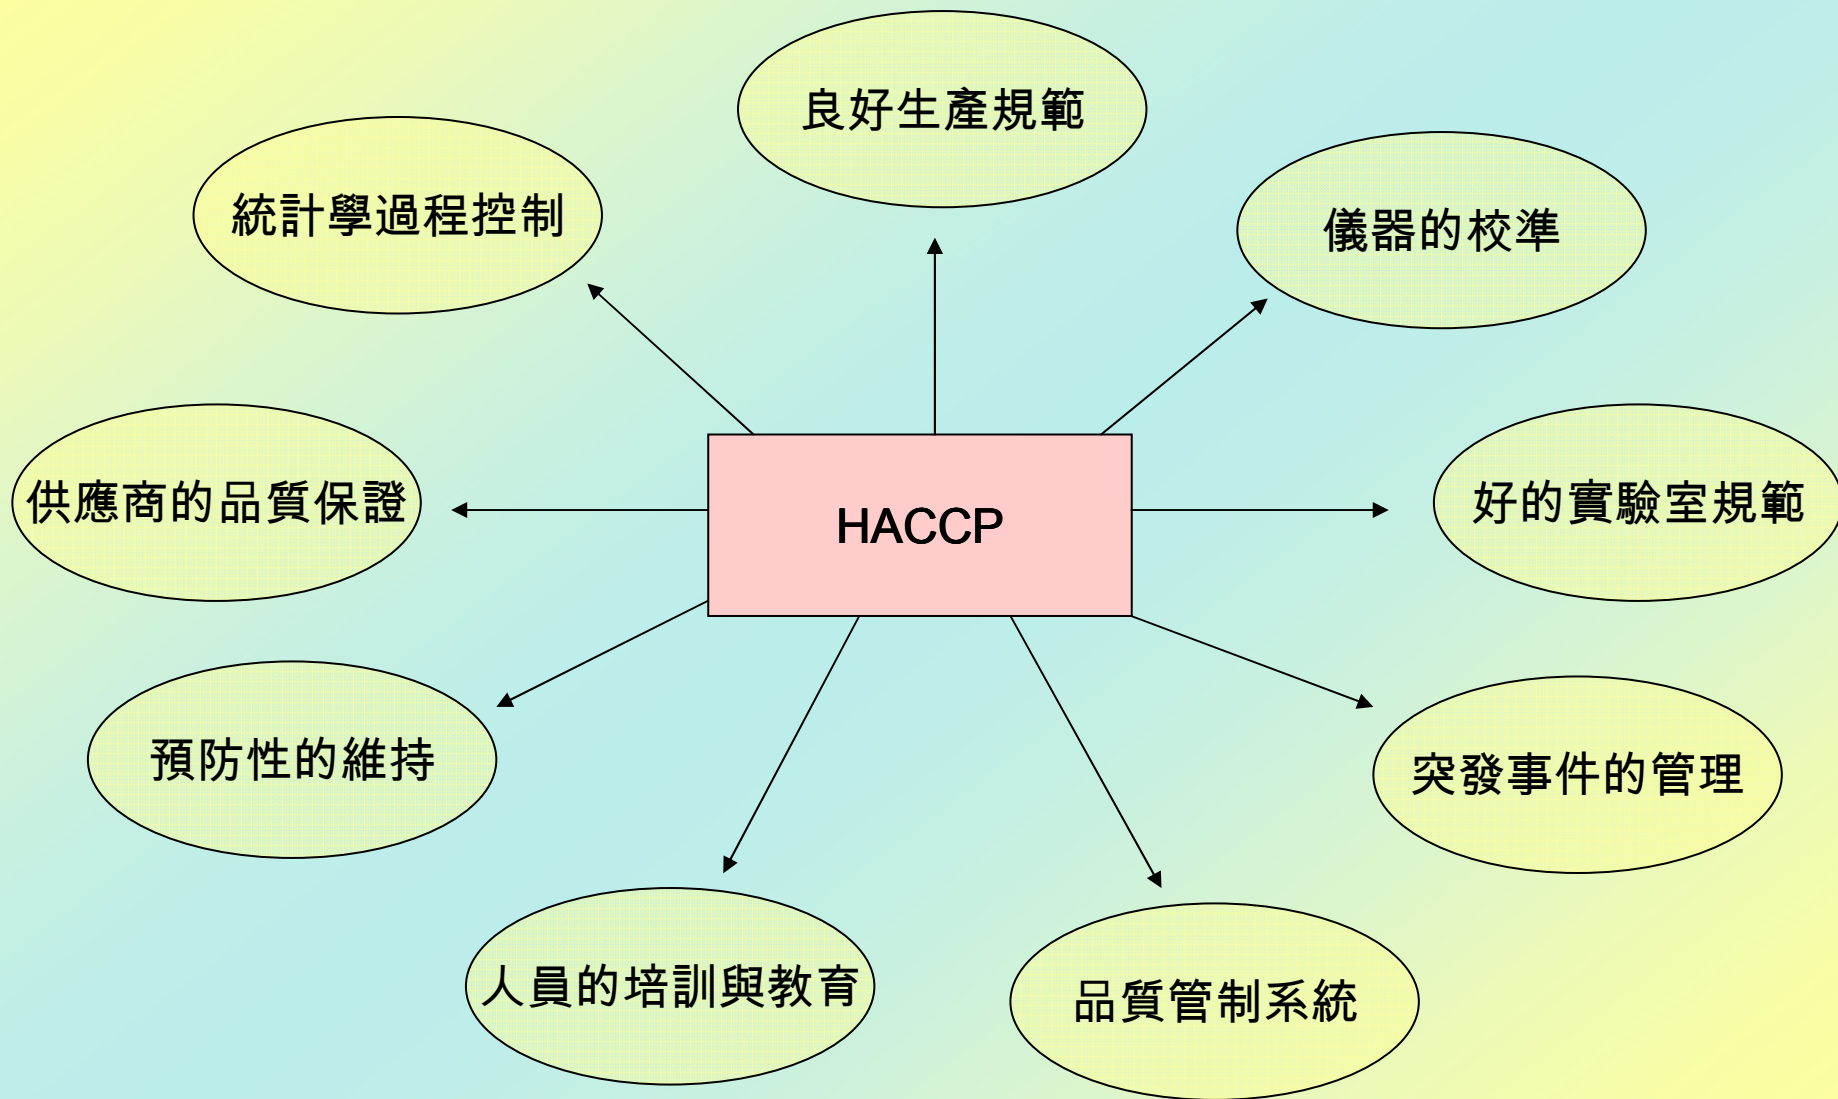 良好生產規範
統計學過程控制
儀器的校準
供應商的品質保證
HACCP
好的實驗室規範
預防性的維持
突發事件的管理
人員的培訓與教育
品質管制系統